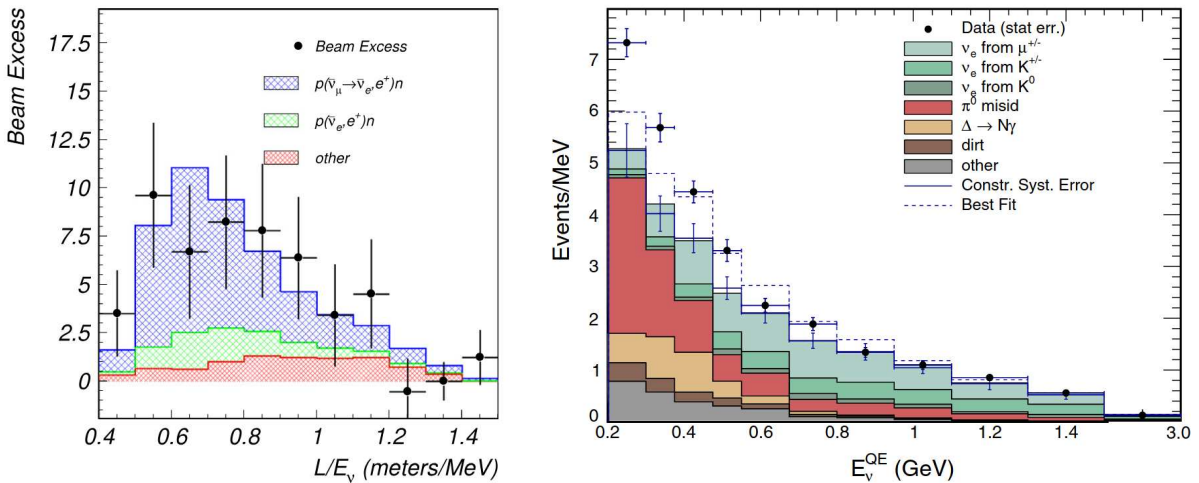 Beam Excess
17.5
15
12.5
10
7.5
5
2.5
0
0.4
0.6
0.8
1
1.2
1.4
L/Eν (meters/MeV)
Beam Excess
p(ν̄μ→ν̄e,e⁺)n
p(ν̄e,e⁺)n
other
Events/MeV
7
6
5
4
3
2
1
0
0.2
0.4
0.6
0.8
1.0
1.2
1.4
3.0
EνQE (GeV)
Data (stat err.)
νe from μ+/-
νe from K+/-
νe from K0
π0 misid
Δ → Nγ
dirt
other
Constr. Syst. Error
Best Fit